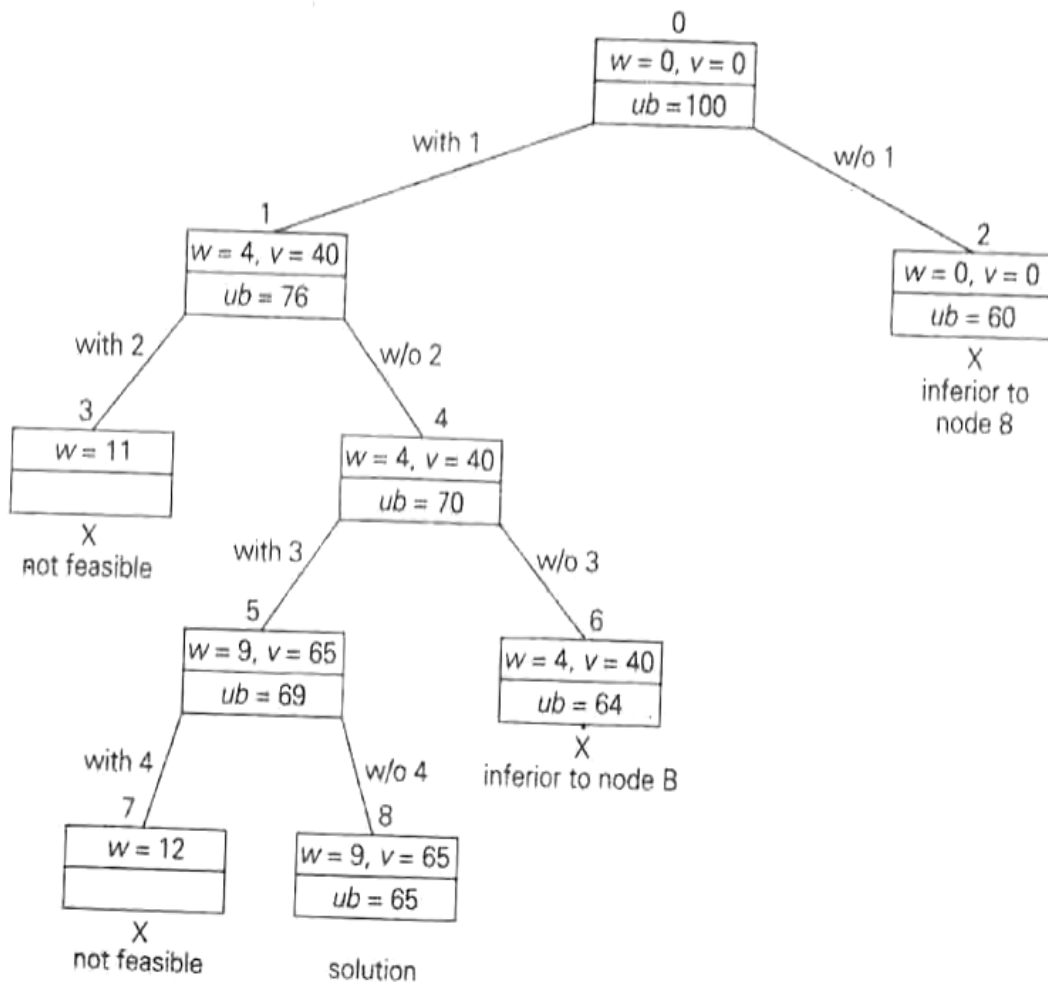 0
w = 0, v = 0
ub = 100
with 1
w/o 1
1
w = 4, v = 40
ub = 76
2
w = 0, v = 0
ub = 60
X
inferior to
node 8
with 2
w/o 2
3
w = 11
X
not feasible
4
w = 4, v = 40
ub = 70
with 3
w/o 3
5
w = 9, v = 65
ub = 69
6
w = 4, v = 40
ub = 64
X
inferior to node B
with 4
w/o 4
7
w = 12
X
not feasible
8
w = 9, v = 65
ub = 65
solution